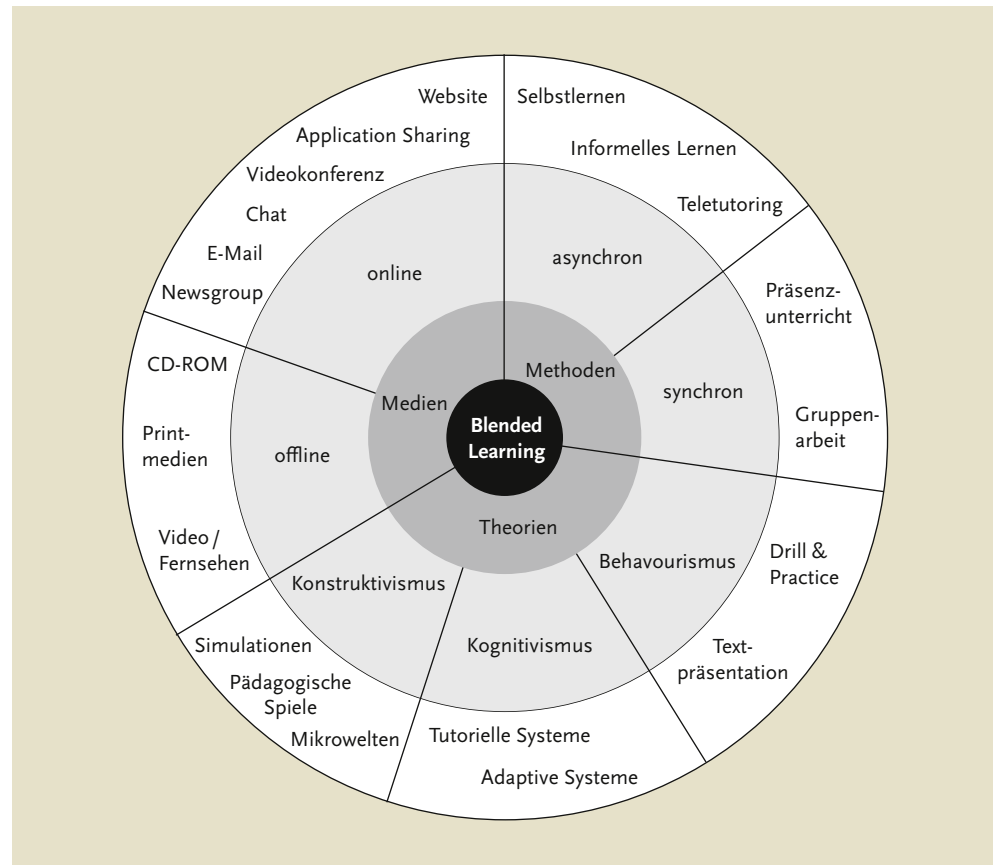 Website
Selbstlernen
Application Sharing
Informelles Lernen
Videokonferenz
Teletutoring
Chat
E-Mail
online
asynchron
Newsgroup
Präsenz-
unterricht
CD-ROM
Methoden
Medien
synchron
Print-
medien
offline
Blended
Learning
Gruppen-
arbeit
Theorien
Video /
Fernsehen
Konstruktivismus
Behavourismus
Drill &
Practice
Simulationen
Kognitivismus
Text-
präsentation
Pädagogische
Spiele
Mikrowelten
Tutorielle Systeme
Adaptive Systeme